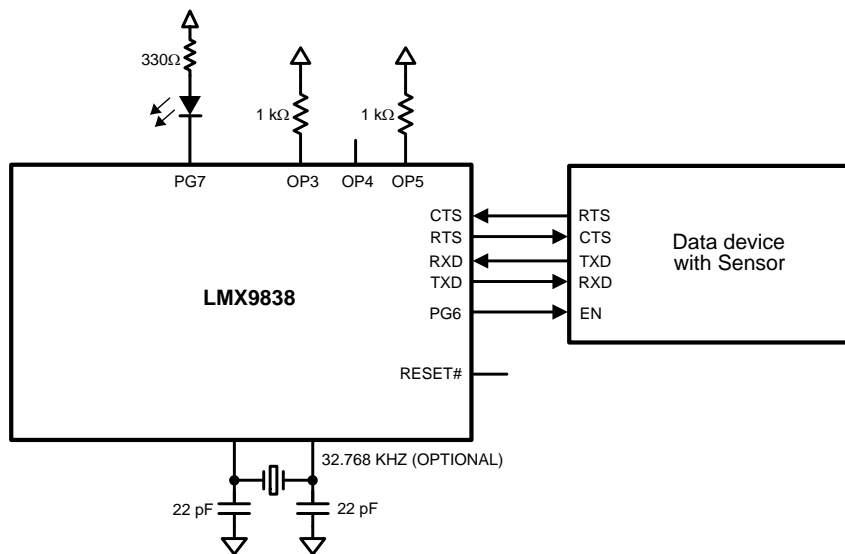 330Ω
1 kΩ
1 kΩ
PG7
OP3
OP4
OP5
CTS
RTS
RXD
TXD
PG6
RESET#
LMX9838
RTS
CTS
TXD
RXD
EN
Data device
with Sensor
32.768 KHZ (OPTIONAL)
22 pF
22 pF